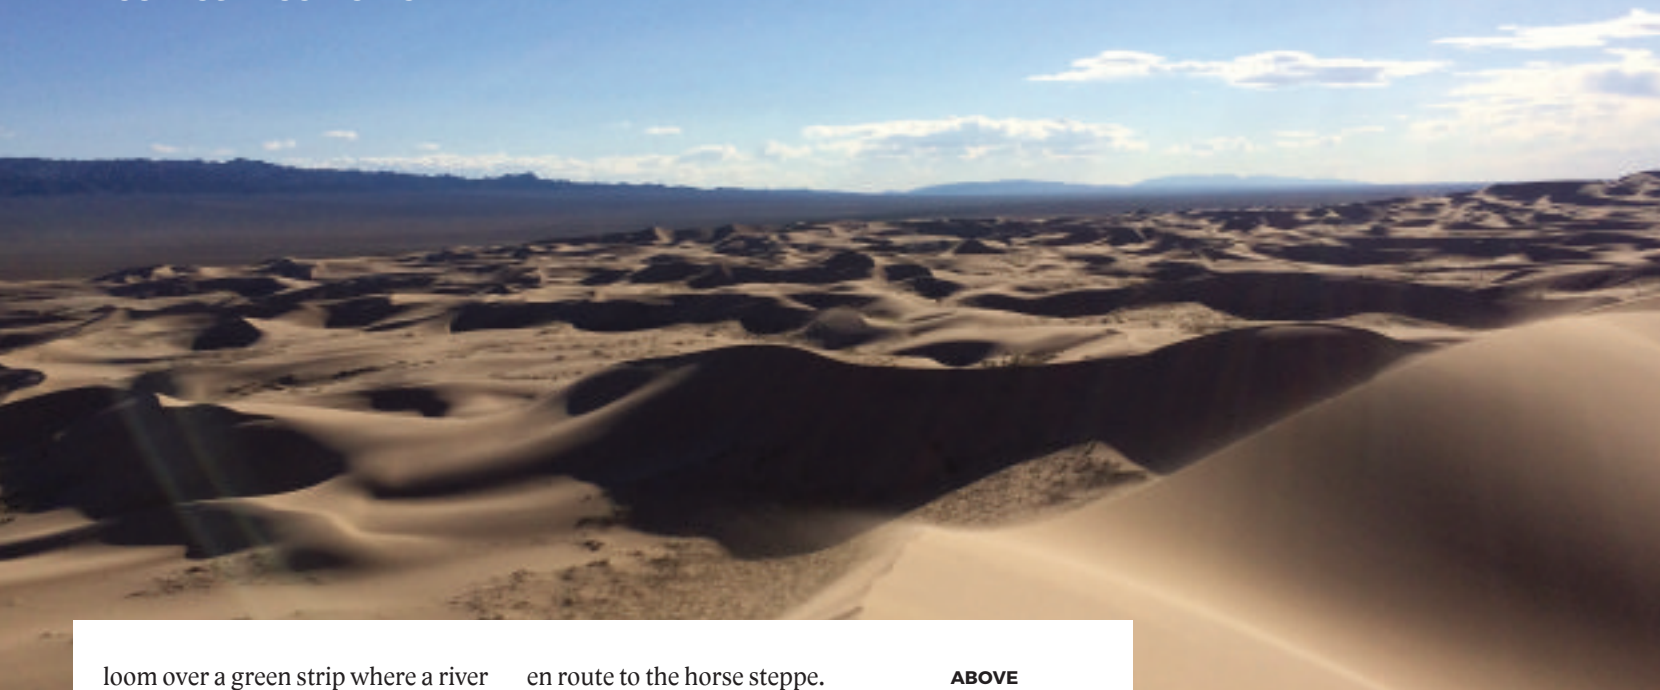 loom over a green strip where a river
en route to the horse steppe.
ABOVE